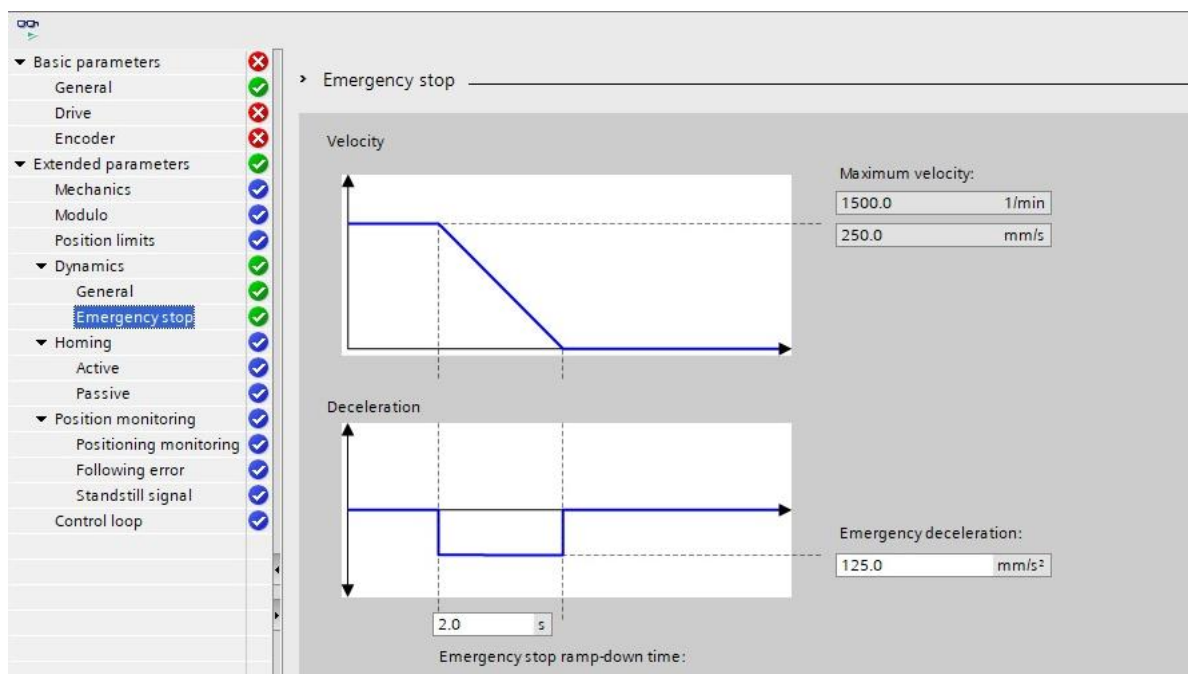 Basic parameters
General
Drive
Encoder
Extended parameters
Mechanics
Modulo
Position limits
Dynamics
General
Emergency stop
Homing
Active
Passive
Position monitoring
Positioning monitoring
Following error
Standstill signal
Control loop
Emergency stop
Velocity
Maximum velocity:
1500.0 1/min
250.0 mm/s
Deceleration
Emergency deceleration:
125.0 mm/s²
2.0 s
Emergency stop ramp-down time: